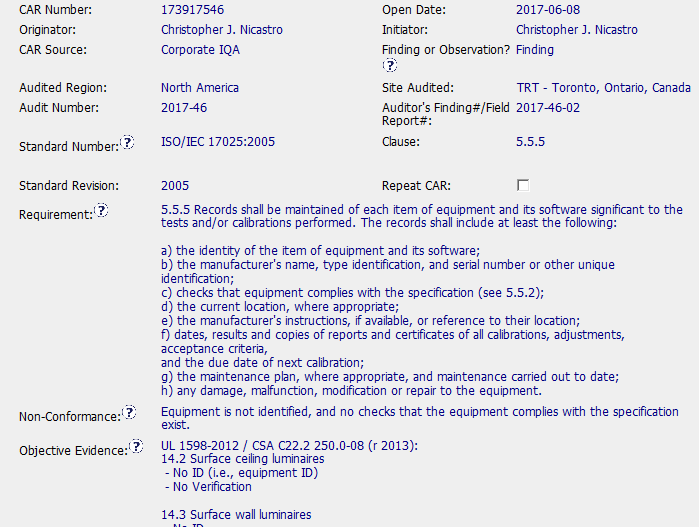 CAR Number: 173917546 Open Date: 2017-06-08
Originator: Christopher J. Nicastro Initiator: Christopher J. Nicastro
CAR Source: Corporate IQA Finding or Observation? Finding
?
Audited Region: North America Site Audited: TRT - Toronto, Ontario, Canada
Audit Number: 2017-46 Auditor's Finding#/Field 2017-46-02
Report#:
Standard Number:? ISO/IEC 17025:2005 Clause: 5.5.5
Standard Revision: 2005 Repeat CAR:
Requirement:? 5.5.5 Records shall be maintained of each item of equipment and its software significant to the
tests and/or calibrations performed. The records shall include at least the following:
a) the identity of the item of equipment and its software;
b) the manufacturer's name, type identification, and serial number or other unique
identification;
c) checks that equipment complies with the specification (see 5.5.2);
d) the current location, where appropriate;
e) the manufacturer's instructions, if available, or reference to their location;
f) dates, results and copies of reports and certificates of all calibrations, adjustments,
acceptance criteria,
and the due date of next calibration;
g) the maintenance plan, where appropriate, and maintenance carried out to date;
h) any damage, malfunction, modification or repair to the equipment.
Non-Conformance:? Equipment is not identified, and no checks that the equipment complies with the specification
exist.
Objective Evidence:? UL 1598-2012 / CSA C22.2 250.0-08 (r 2013):
14.2 Surface ceiling luminaires
- No ID (i.e., equipment ID)
- No Verification
14.3 Surface wall luminaires
- No ID